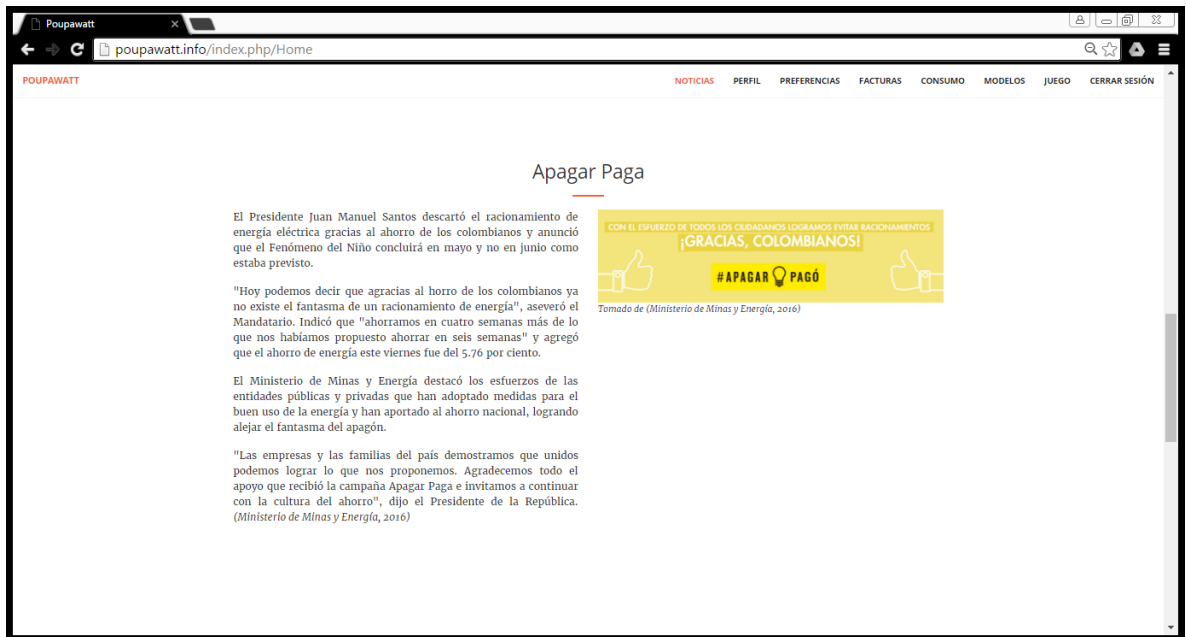 Poupawatt
poupawatt.info/index.php/Home
POUPAWATT
NOTICIAS PERFIL PREFERENCIAS FACTURAS CONSUMO MODELOS JUEGO CERRAR SESIÓN
Apagar Paga
El Presidente Juan Manuel Santos descartó el racionamiento de
energía eléctrica gracias al ahorro de los colombianos y anunció
que el Fenómeno del Niño concluirá en mayo y no en junio como
estaba previsto.
"Hoy podemos decir que agracias al horro de los colombianos ya
no existe el fantasma de un racionamiento de energía", aseveró el
Mandatario. Indicó que "ahorramos en cuatro semanas más de lo
que nos habíamos propuesto ahorrar en seis semanas" y agregó
que el ahorro de energía este viernes fue del 5.76 por ciento.
El Ministerio de Minas y Energía destacó los esfuerzos de las
entidades públicas y privadas que han adoptado medidas para el
buen uso de la energía y han aportado al ahorro nacional, logrando
alejar el fantasma del apagón.
"Las empresas y las familias del país demostramos que unidos
podemos lograr lo que nos proponemos. Agradecemos todo el
apoyo que recibió la campaña Apagar Paga e invitamos a continuar
con la cultura del ahorro", dijo el Presidente de la República.
(Ministerio de Minas y Energía, 2016)
CON EL ESFUERZO DE TODOS LOS CIUDADANOS LOGRAMOS EVITAR RACIONAMIENTOS
¡GRACIAS, COLOMBIANOS!
#APAGAR PAGÓ
Tomado de (Ministerio de Minas y Energía, 2016)